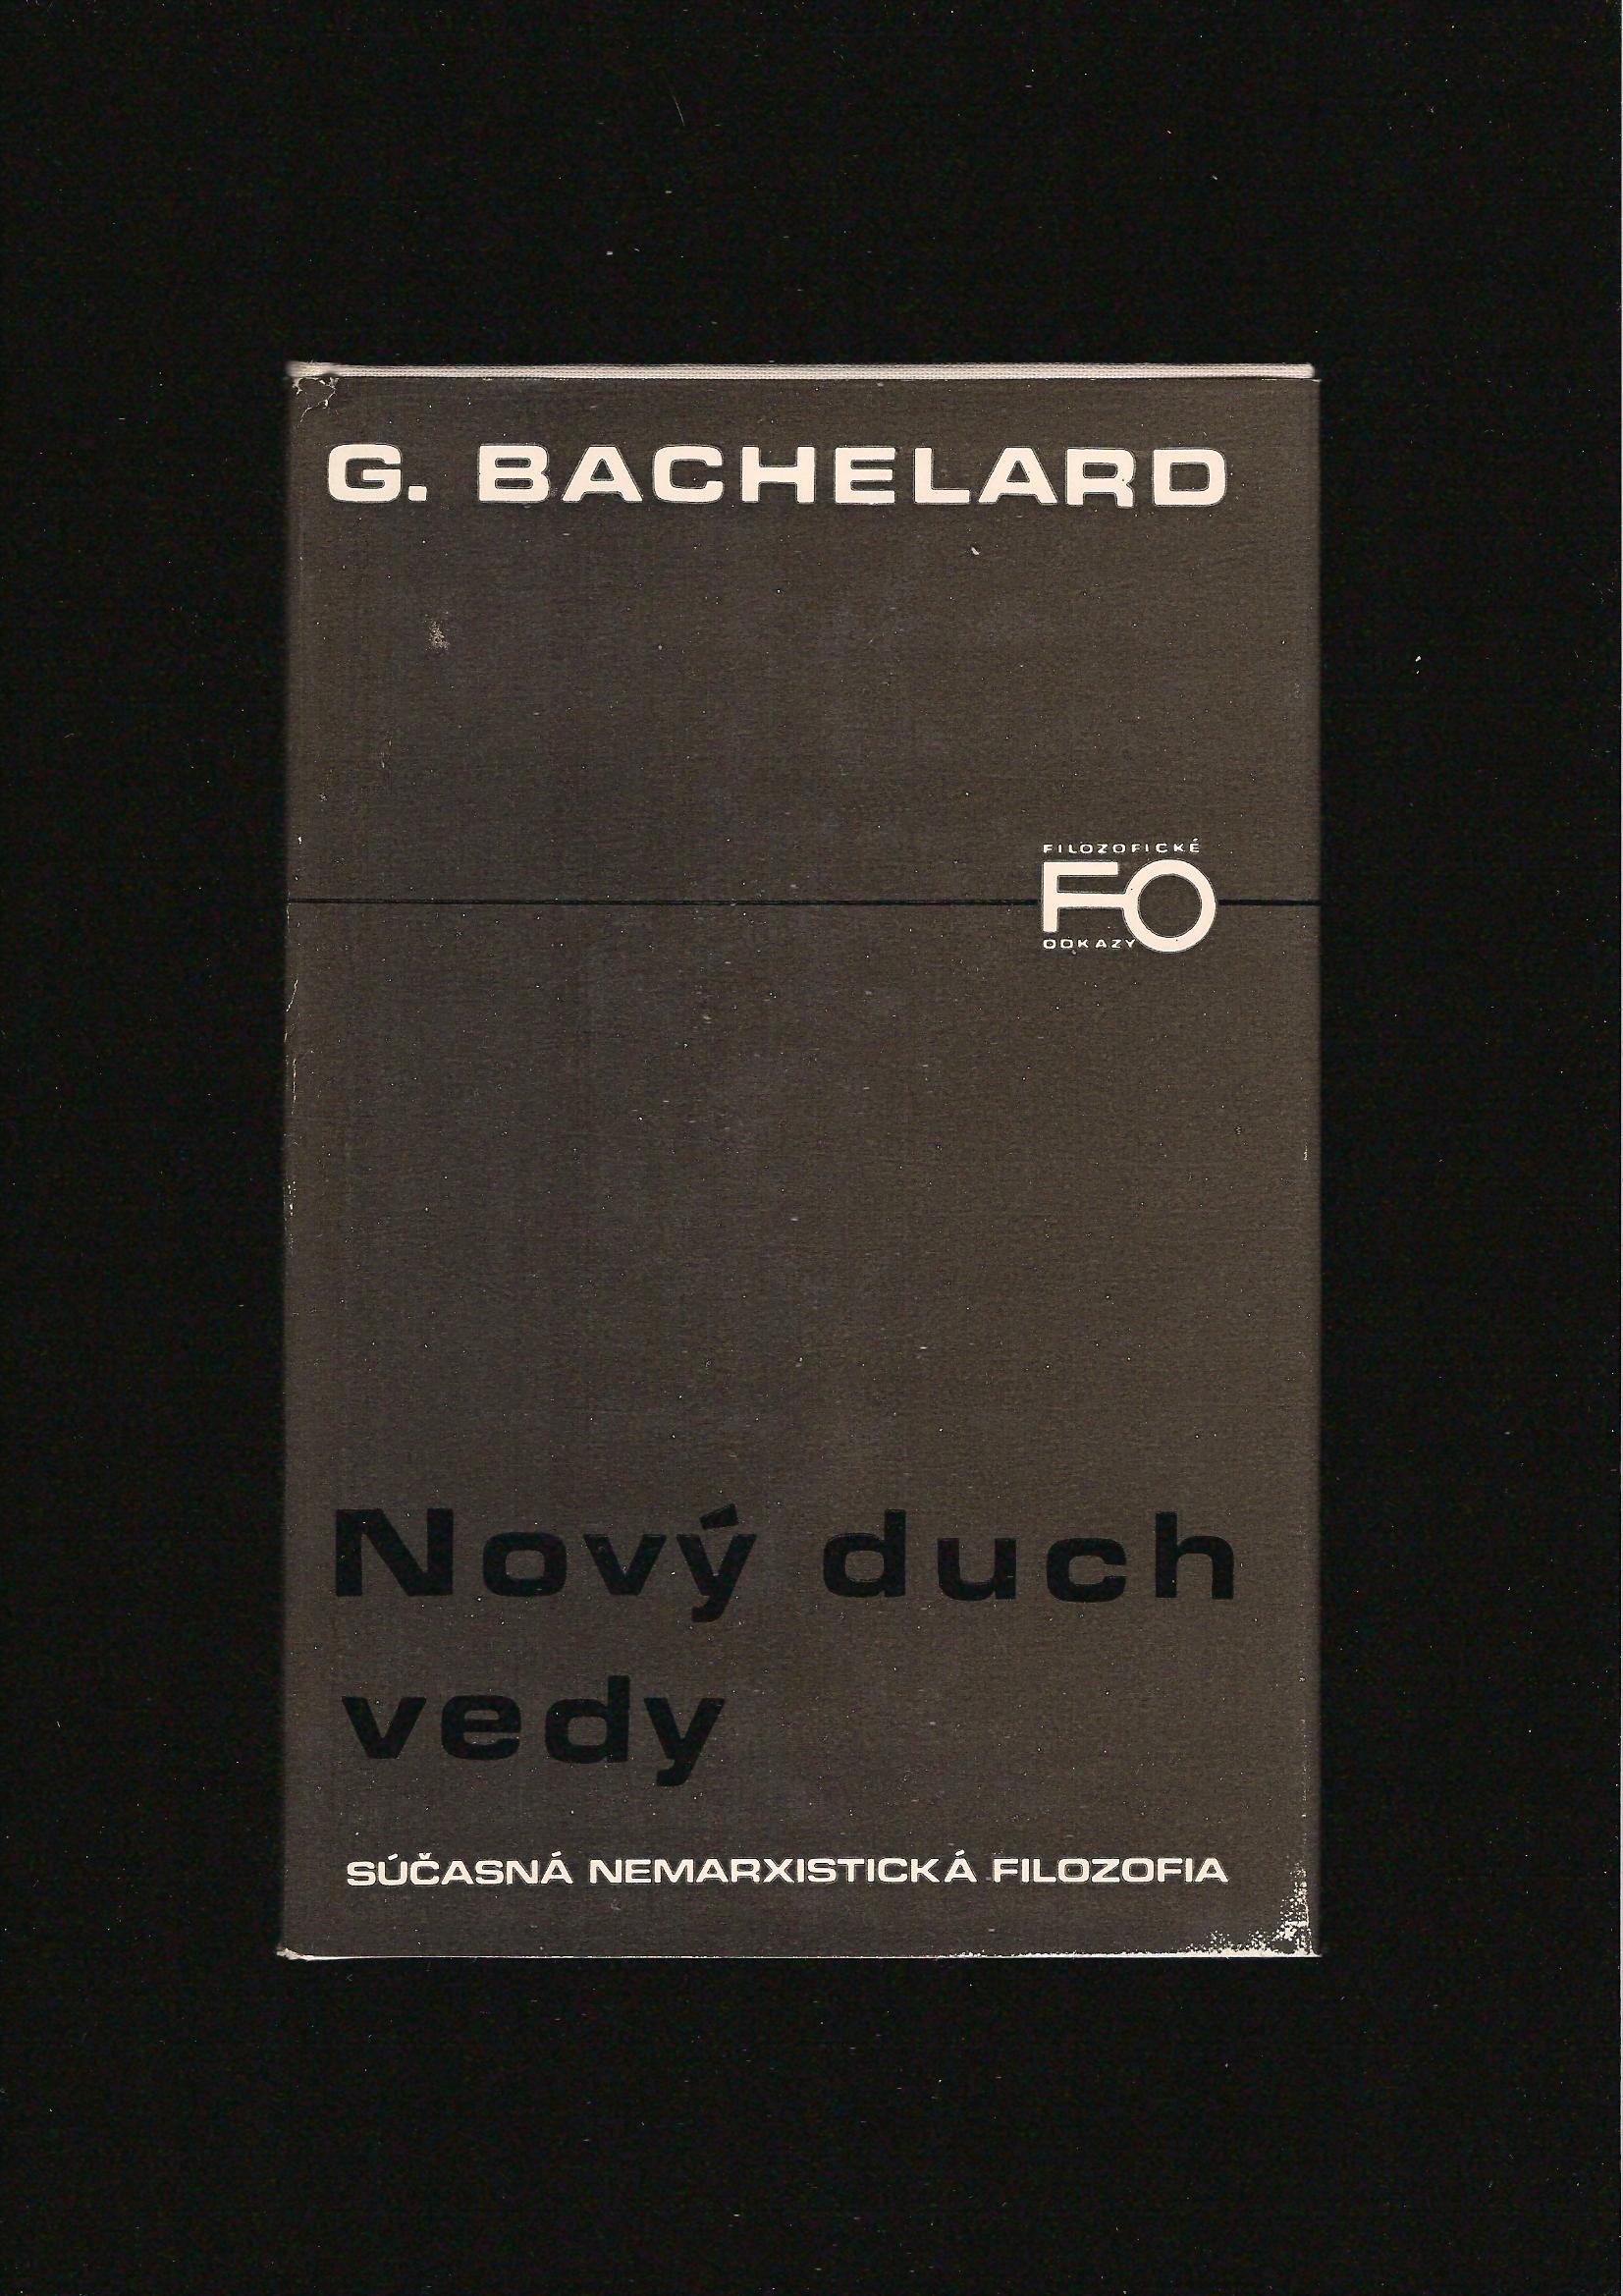 G. BACHELARD
FILOZOFICKÉ
FO
ODKAZY
Nový duch
vedy
SÚČASNÁ NEMARXISTICKÁ FILOZOFIA